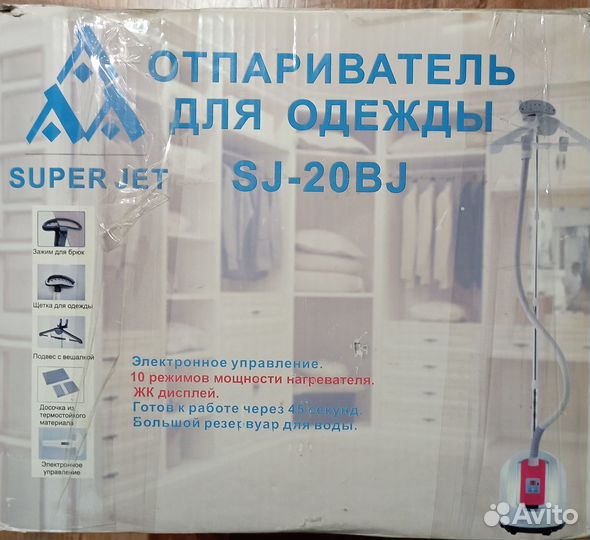 ОТПАРИВАТЕЛЬ
ДЛЯ ОДЕЖДЫ
SUPER JET
SJ-20BJ
Зажим для брюк
Щетка для одежды
Подвес с вешалкой
Досочка из
термостойкого
материала
Электронное
управление
Электронное управление.
10 режимов мощности нагревателя.
ЖК дисплей.
Готов к работе через 45 секунд.
Большой резервуар для воды.
Avito